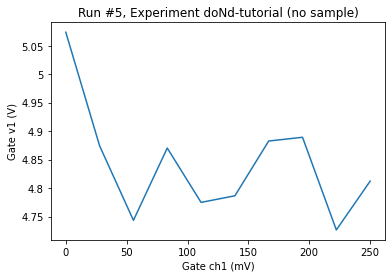 Run #5, Experiment doNd-tutorial (no sample)
5.05
5
4.95
4.9
4.85
4.8
4.75
Gate v1 (V)
0 50 100 150 200 250
Gate ch1 (mV)